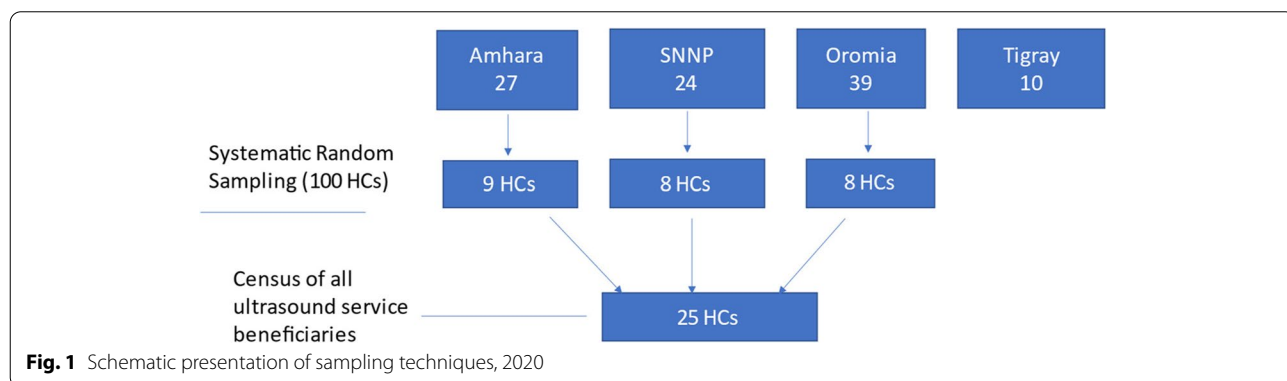 Amhara
27
SNNP
24
Oromia
39
Tigray
10
Systematic Random
Sampling (100 HCs)
9 HCs
8 HCs
8 HCs
Census of all
ultrasound service
beneficiaries
25 HCs
Fig. 1 Schematic presentation of sampling techniques, 2020